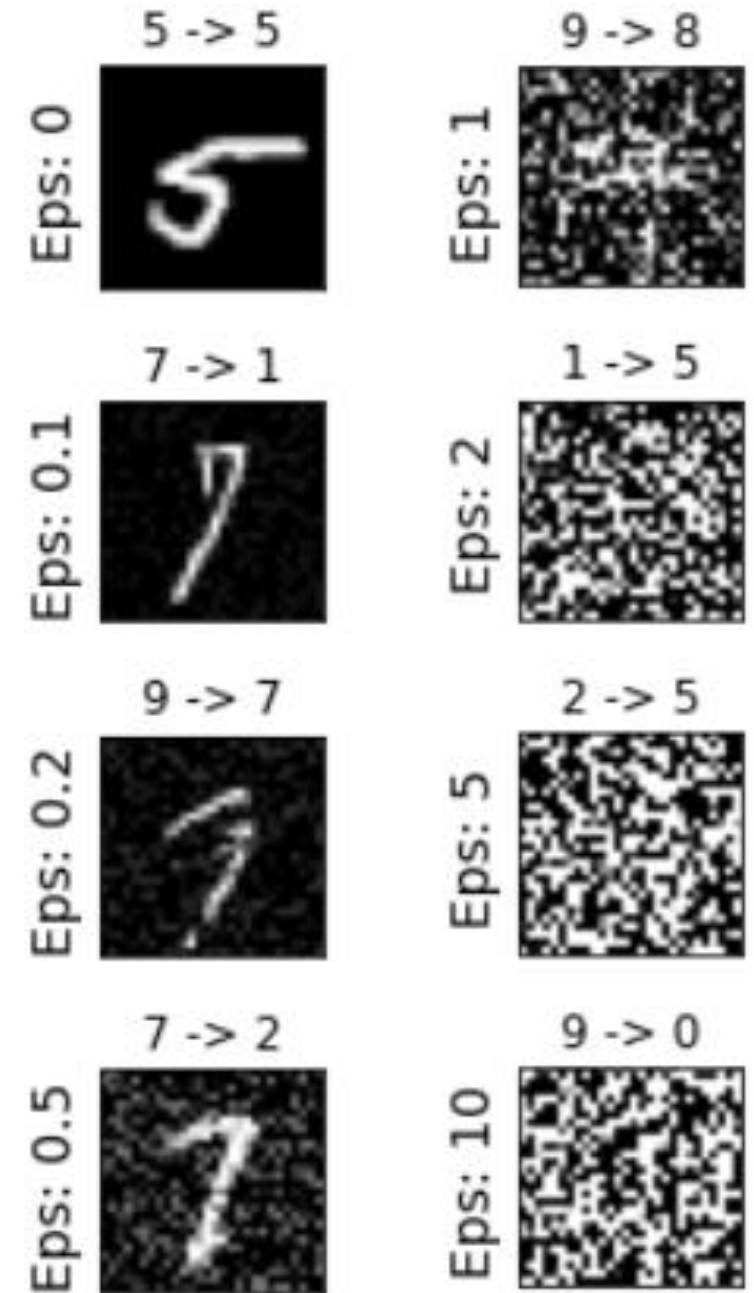 5 -> 5
Eps: 0
7 -> 1
Eps: 0.1
9 -> 7
Eps: 0.2
7 -> 2
Eps: 0.5
9 -> 8
Eps: 1
1 -> 5
Eps: 2
2 -> 5
Eps: 5
9 -> 0
Eps: 10